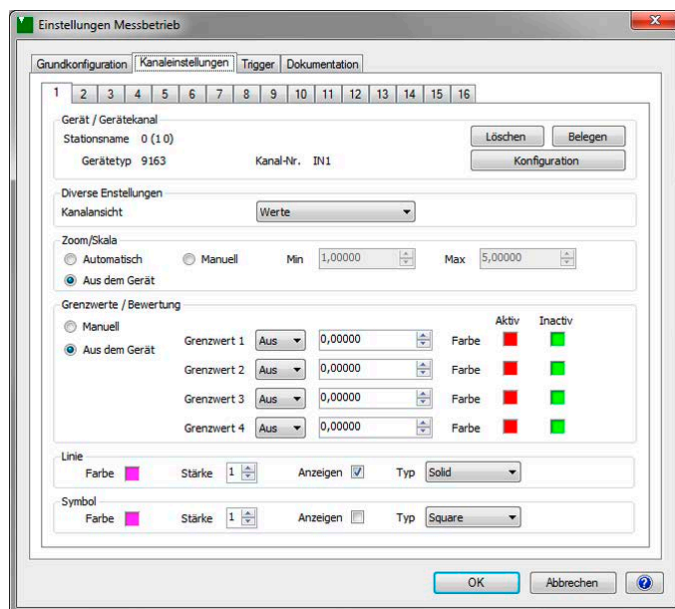 Einstellungen Messbetrieb
Grundkonfiguration Kanaleinstellungen Trigger Dokumentation
1 2 3 4 5 6 7 8 9 10 11 12 13 14 15 16
Gerät / Gerätekanal
Stationsname 0 (1 0) Löschen Belegen
Gerätetyp 9163 Kanal-Nr. IN1 Konfiguration
Diverse Enstellungen
Kanalansicht Werte
Zoom/Skala
Automatisch Manuell Min 1,00000 Max 5,00000
Aus dem Gerät
Grenzwerte / Bewertung
Aktiv Inactiv
Manuell
Aus dem Gerät
Grenzwert 1 Aus 0,00000 Farbe
Grenzwert 2 Aus 0,00000 Farbe
Grenzwert 3 Aus 0,00000 Farbe
Grenzwert 4 Aus 0,00000 Farbe
Linie
Farbe Stärke 1 Anzeigen Typ Solid
Symbol
Farbe Stärke 1 Anzeigen Typ Square
OK Abbrechen ?